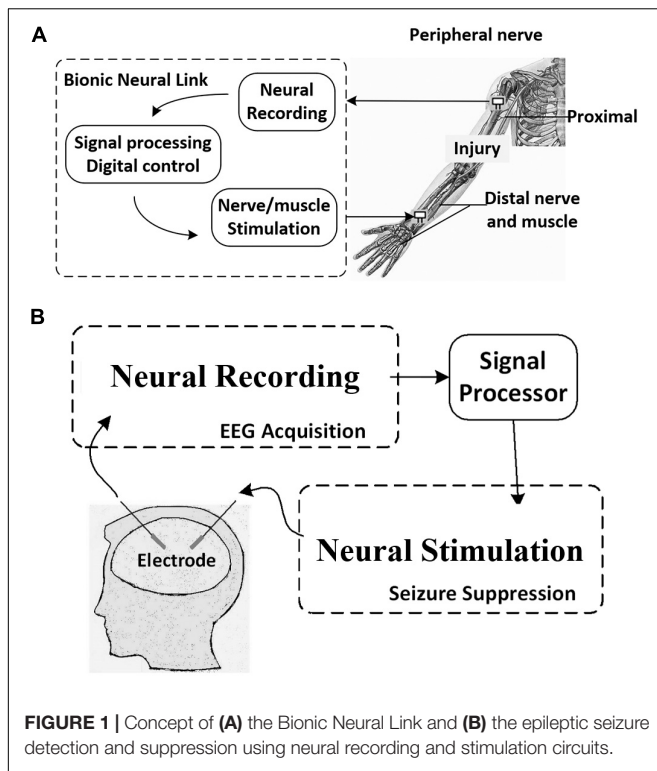 A
Peripheral nerve
Bionic Neural Link
Neural
Recording
Signal processing
Digital control
Nerve/muscle
Stimulation
Proximal
Injury
Distal nerve
and muscle
B
Neural Recording
EEG Acquisition
Signal
Processor
Electrode
Neural Stimulation
Seizure Suppression
FIGURE 1 | Concept of (A) the Bionic Neural Link and (B) the epileptic seizure
detection and suppression using neural recording and stimulation circuits.